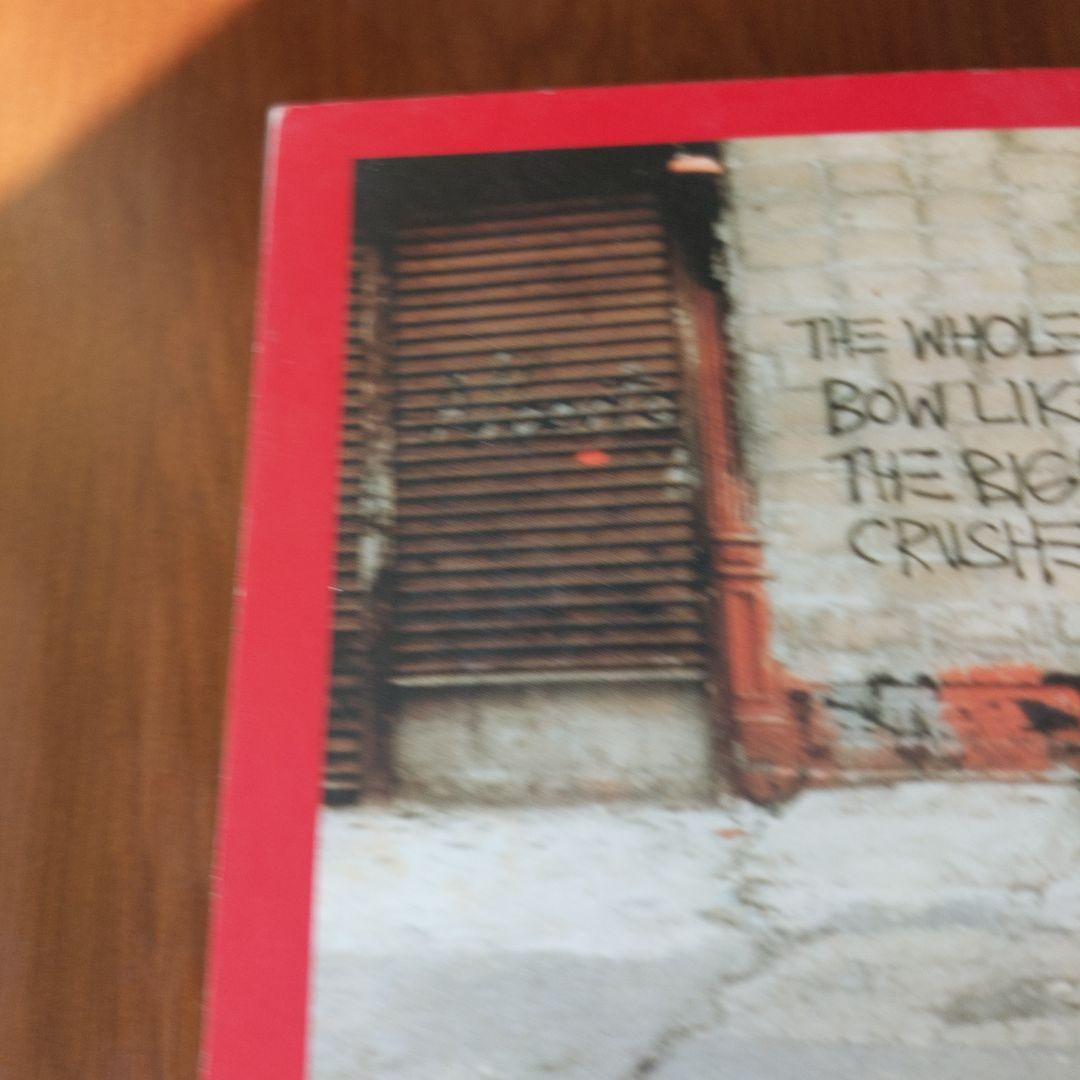 THE WHOLE
BOW LIK
THE BIG
CRUSHE